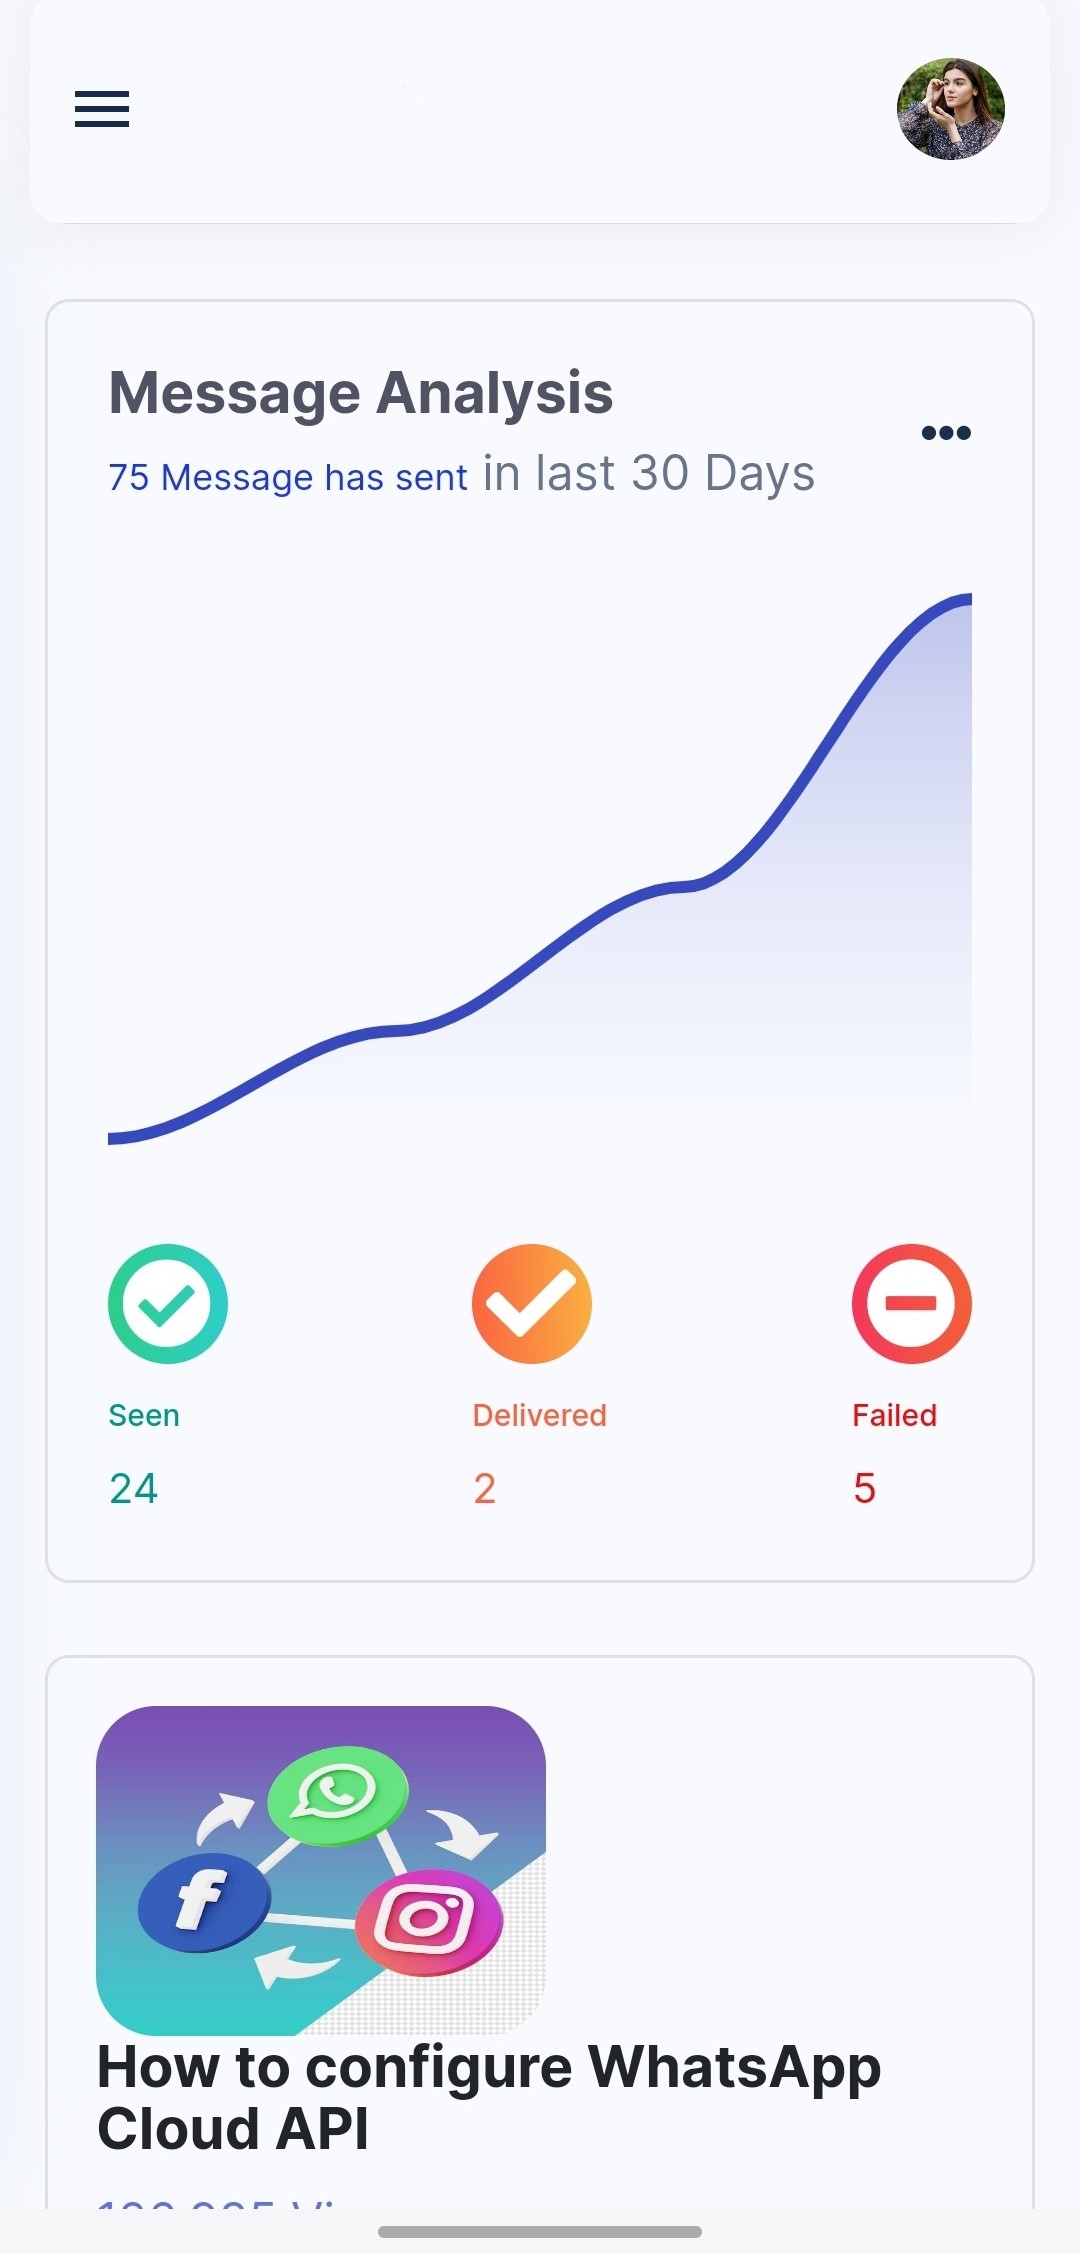 Message Analysis
75 Message has sent in last 30 Days
Seen
Delivered
Failed
24
2
5
How to configure WhatsApp
Cloud API